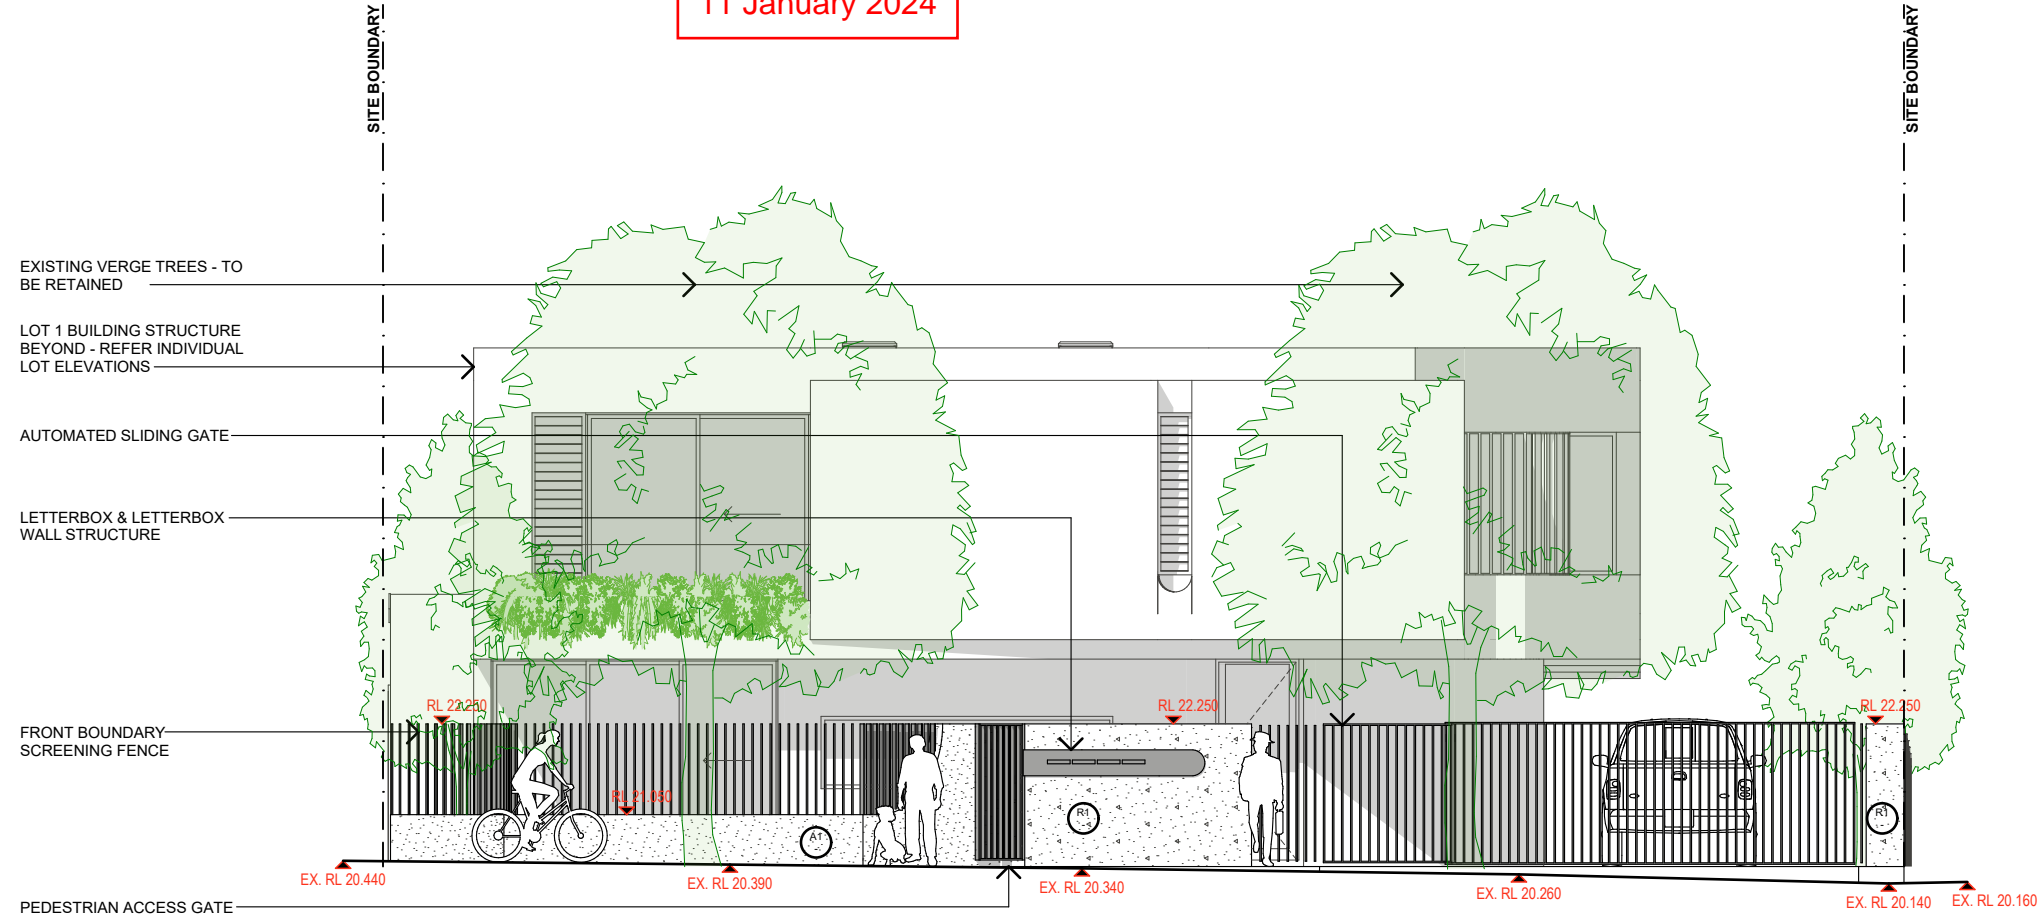 11 January 2024
SITE BOUNDARY
SITE BOUNDARY
EXISTING VERGE TREES - TO
BE RETAINED
LOT 1 BUILDING STRUCTURE
BEYOND - REFER INDIVIDUAL
LOT ELEVATIONS
AUTOMATED SLIDING GATE
LETTERBOX & LETTERBOX
WALL STRUCTURE
RL 22.250
RL 22.250
RL 22.250
FRONT BOUNDARY
SCREENING FENCE
RL 21.050
R1
R1
A1
EX. RL 20.440
EX. RL 20.390
EX. RL 20.340
EX. RL 20.260
EX. RL 20.140
EX. RL 20.160
PEDESTRIAN ACCESS GATE